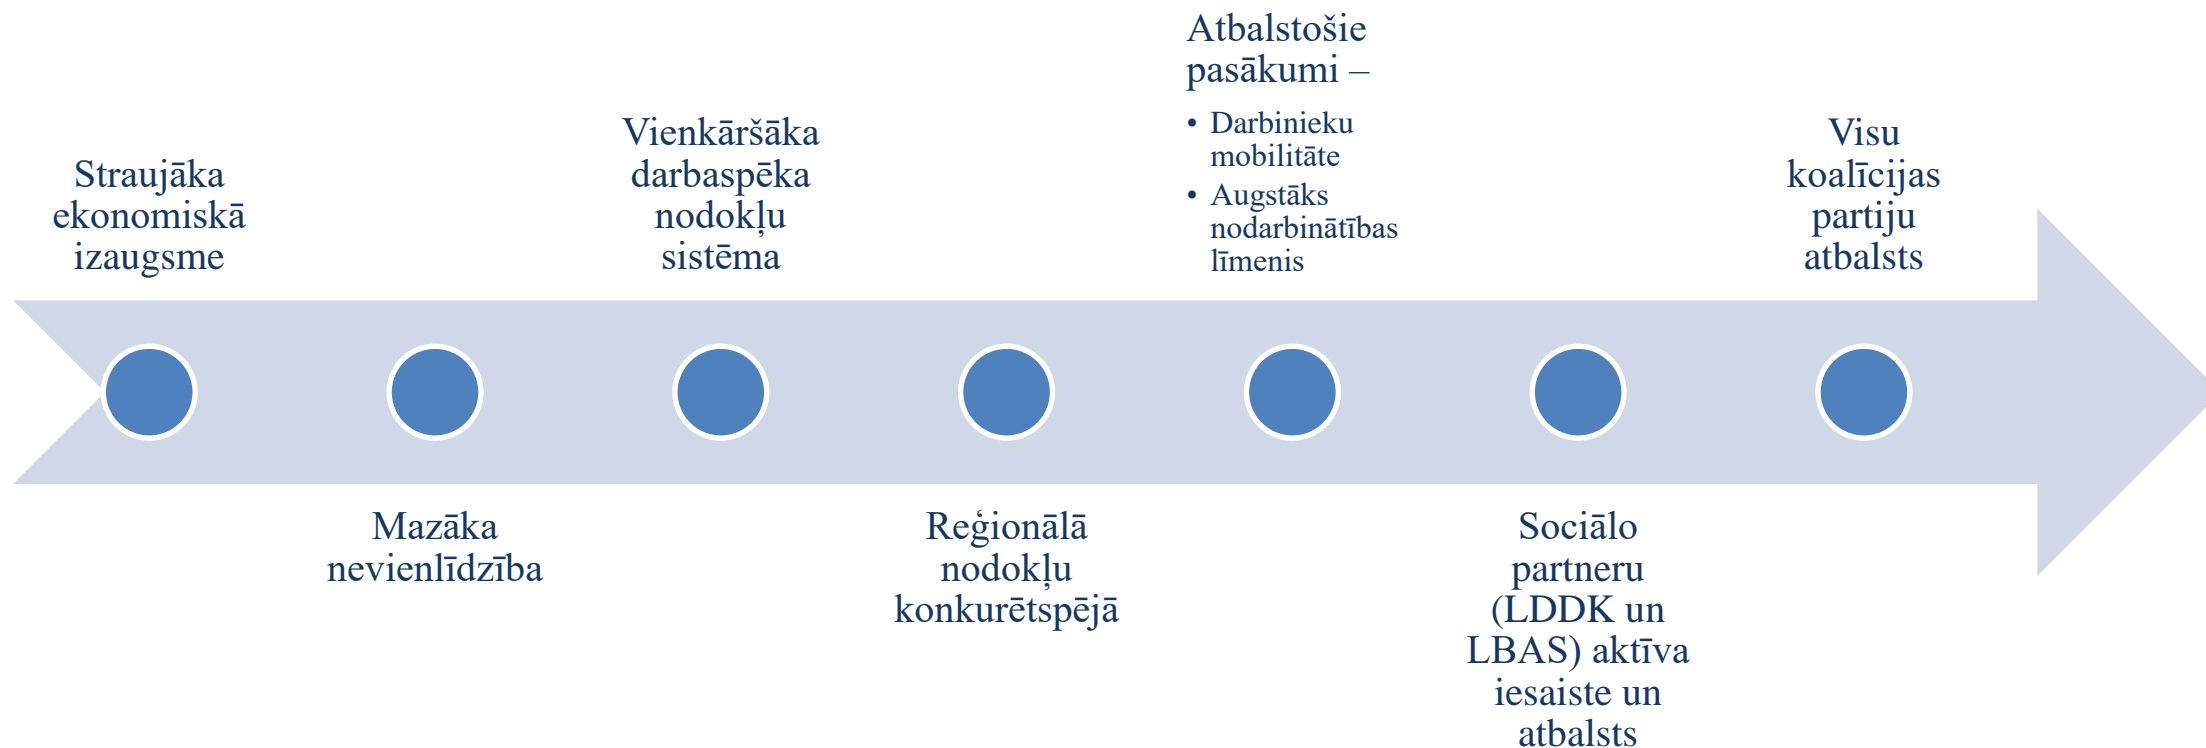 Straujāka
ekonomiskā
izaugsme
Mazāka
nevienlīdzība
Vienkāršāka
darbaspēka
nodokļu
sistēma
Reģionālā
nodokļu
konkurētspējā
Atbalstošie
pasākumi –
• Darbinieku
mobilitāte
• Augstāks
nodarbinātības
līmenis
Sociālo
partneru
(LDDK un
LBAS) aktīva
iesaiste un
atbalsts
Visu
koalīcijas
partiju
atbalsts